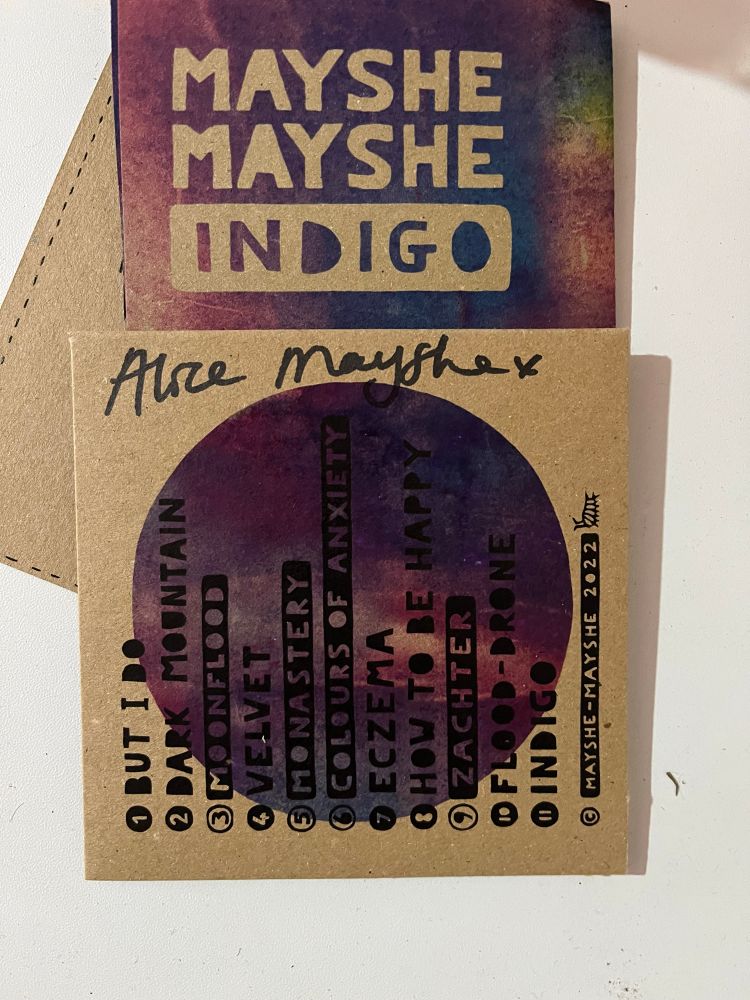 MAYSHE
MAYSHE
INDIGO
Alice Mayshe x
1 BUT I DO
2 DARK MOUNTAIN
3 MOONFLOOD
4 VELVET
5 MONASTERY
6 COLOURS OF ANXIETY
7 ECZEMA
8 HOW TO BE HAPPY
9 ZACHTER
10 FLOOD-DRONE
11 INDIGO
© MAYSHE-MAYSHE 2022